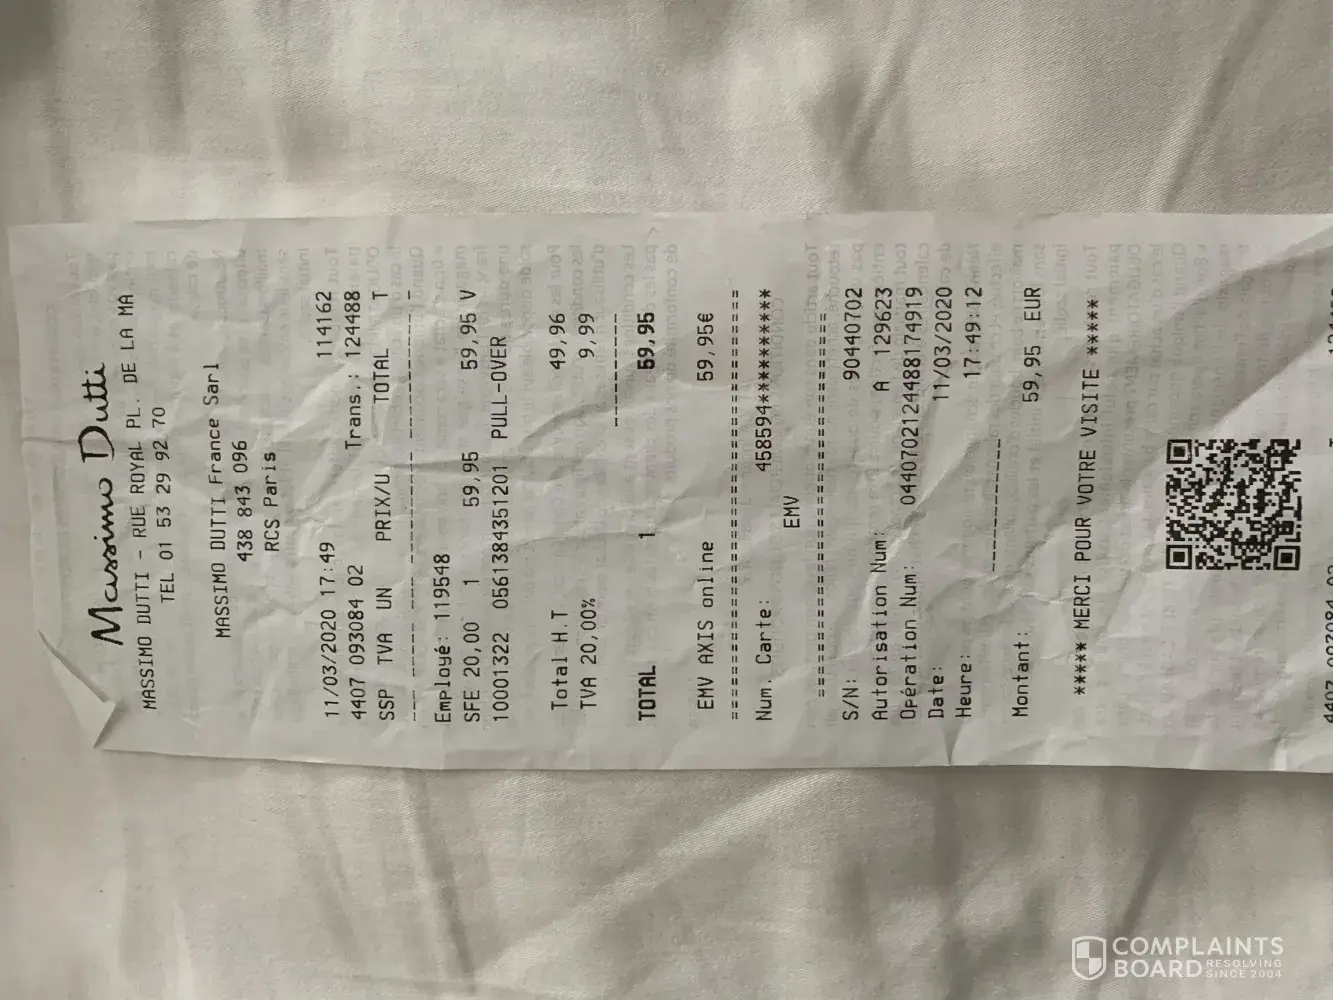 Massimo Dutti
MASSIMO DUTTI - RUE ROYAL PL. DE LA MA
TEL 01 53 29 92 70
MASSIMO DUTTI France Sarl
438 843 096
RCS Paris
11/03/2020 17:49 114162
4407 093084 02 Trans.: 124488
SSP TVA UN PRIX/U TOTAL T
Employé: 119548
SFE 20,00 1 59,95 59,95 V
10001322 0561384351201 PULL-OVER
Total H.T 49,96
TVA 20,00% 9,99
TOTAL 1 59,95
EMV AXIS online 59,95€
==============================
Num. Carte: 458594**********
EMV
==============================
S/N: 90440702
Autorisation Num: A 129623
Opération Num: 04407021244881749​19
Date: 11/03/2020
Heure: 17:49:12
Montant: 59,95 EUR
***** MERCI POUR VOTRE VISITE *****
COMPLAINTS
BOARD RESOLVING
SINCE 2004